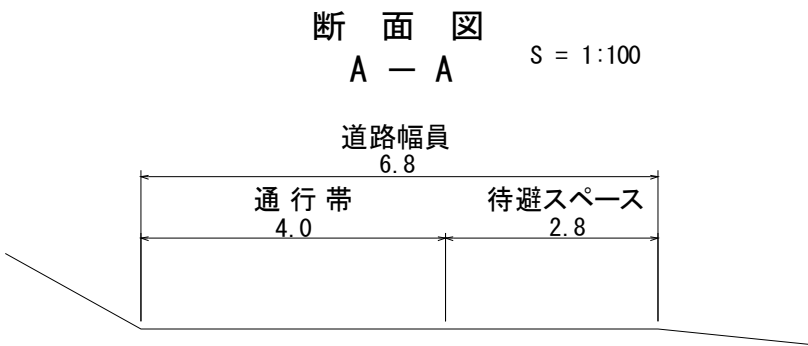 断 面 図
A － A
S = 1:100
道路幅員
6.8
通 行 帯
待避スペース
4.0
2.8